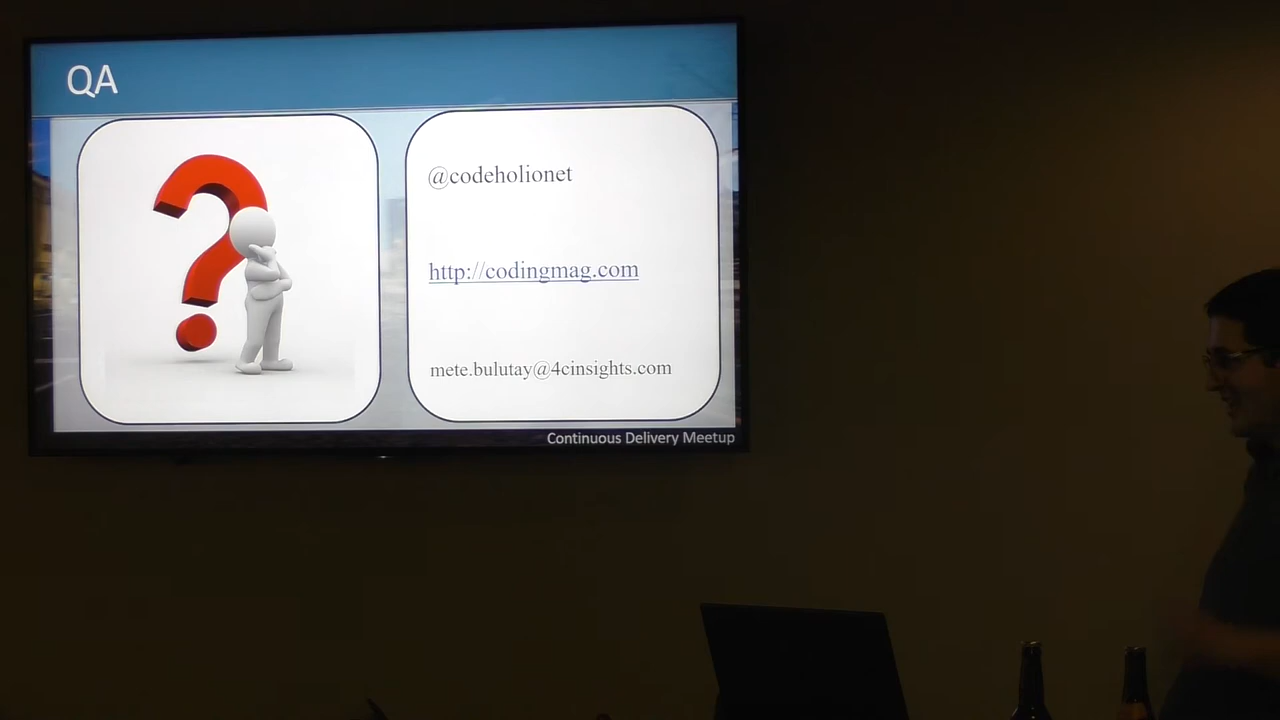 QA
@codeholionet
http://codingmag.com
mete.bulutay@4cinsights.com
Continuous Delivery Meetup